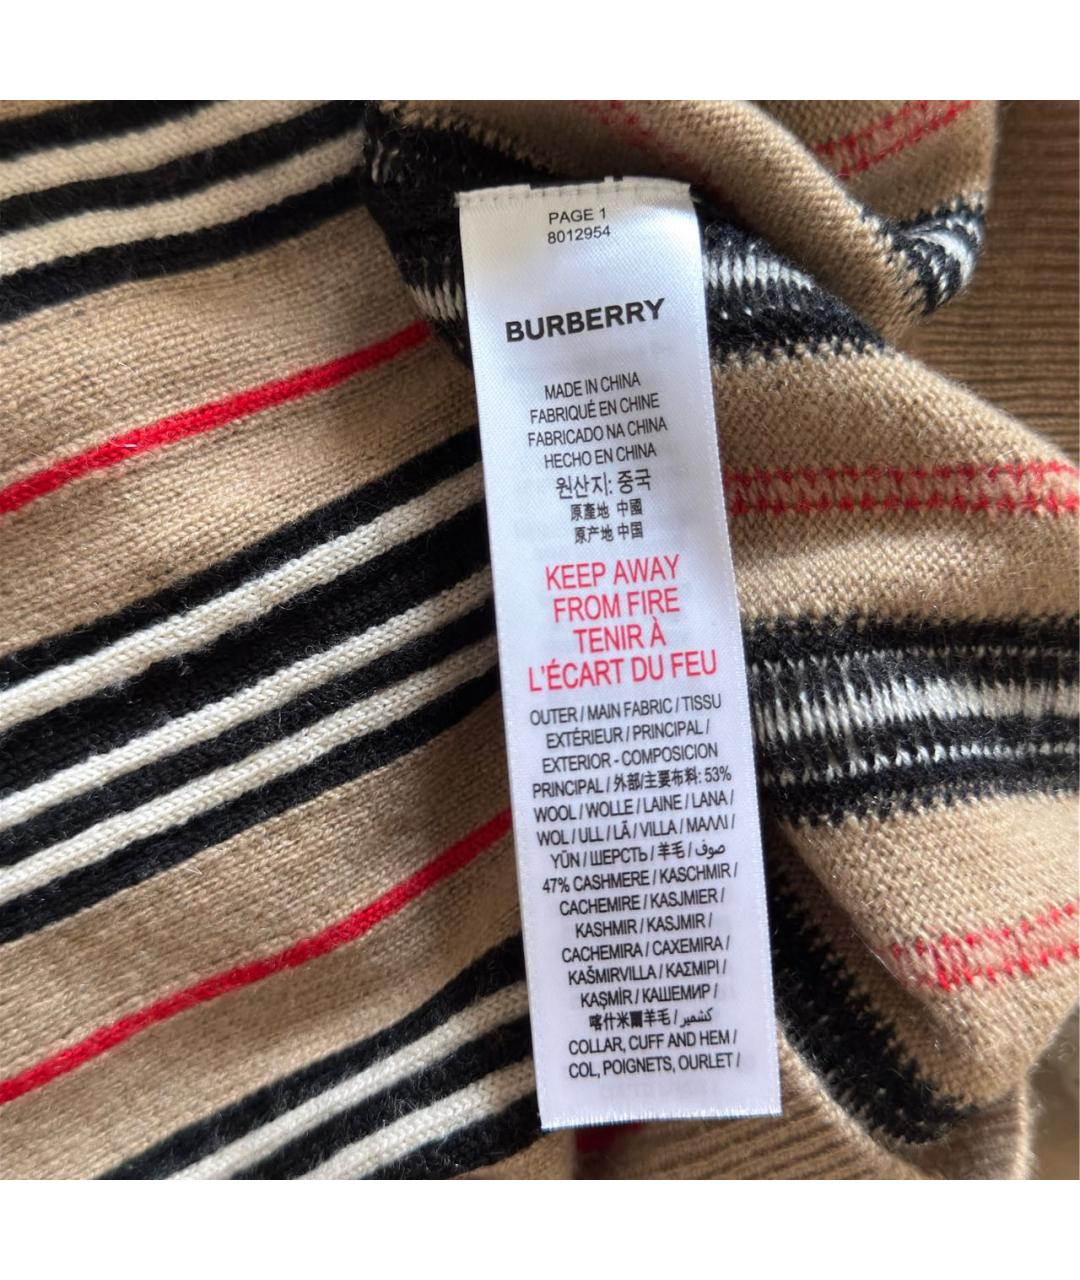 PAGE 1
8012954
BURBERRY
MADE IN CHINA
FABRIQUÉ EN CHINE
FABRICADO NA CHINA
HECHO EN CHINA
원산지: 중국
原產地 中國
原产地 中国
KEEP AWAY
FROM FIRE
TENIR À
L'ÉCART DU FEU
OUTER / MAIN FABRIC / TISSU
EXTÉRIEUR / PRINCIPAL /
EXTERIOR - COMPOSICION
PRINCIPAL / 外部/主要布料: 53%
WOOL / WOLLE / LAINE / LANA /
WOL / ULL / LÃ / VILLA / ΜΑΛΛΙ /
YÜN / ШЕРСТЬ / 羊毛 / صوف
47% CASHMERE / KASCHMIR /
CACHEMIRE / KASJMIER /
KASHMIR / KASJMIR /
CACHEMIRA / CAXEMIRA /
KAŠMIRVILLA / ΚΑΣΜΙΡΙ /
KAŞMİR / КАШЕМИР /
喀什米爾羊毛 / كشمير
COLLAR, CUFF AND HEM /
COL, POIGNETS, OURLET /